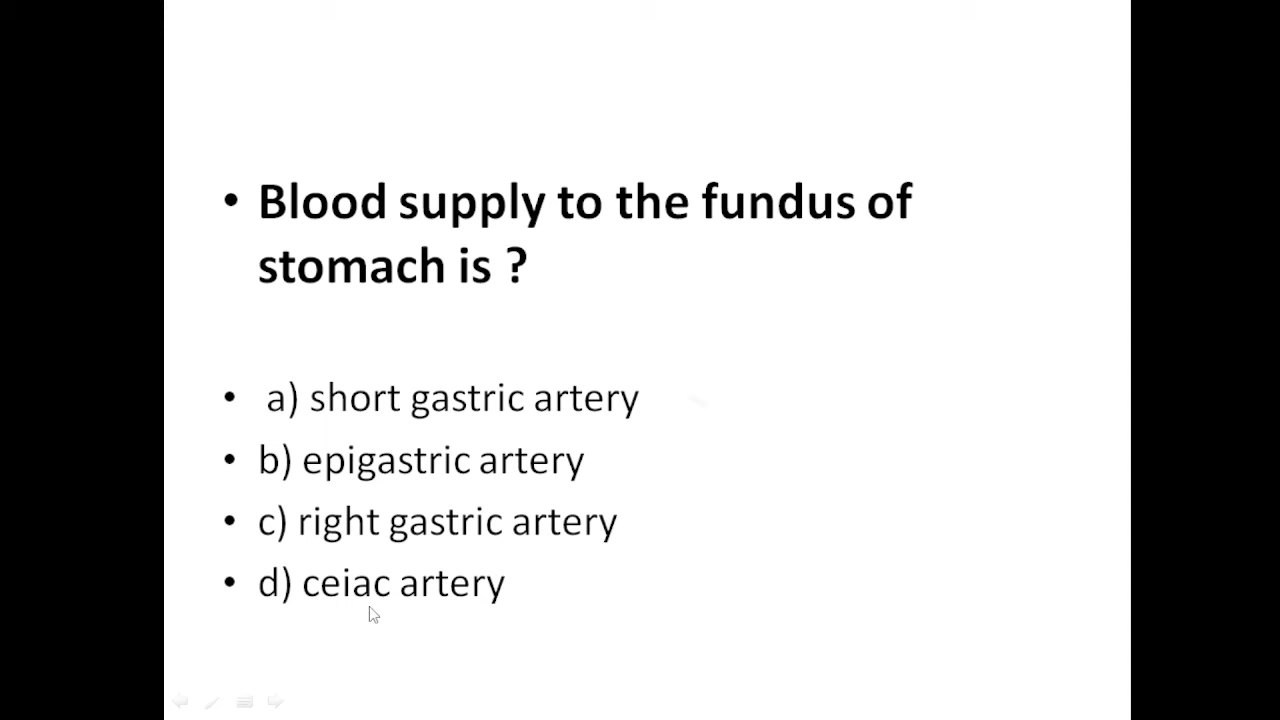 • Blood supply to the fundus of
stomach is ?
• a) short gastric artery
• b) epigastric artery
• c) right gastric artery
• d) ceiac artery